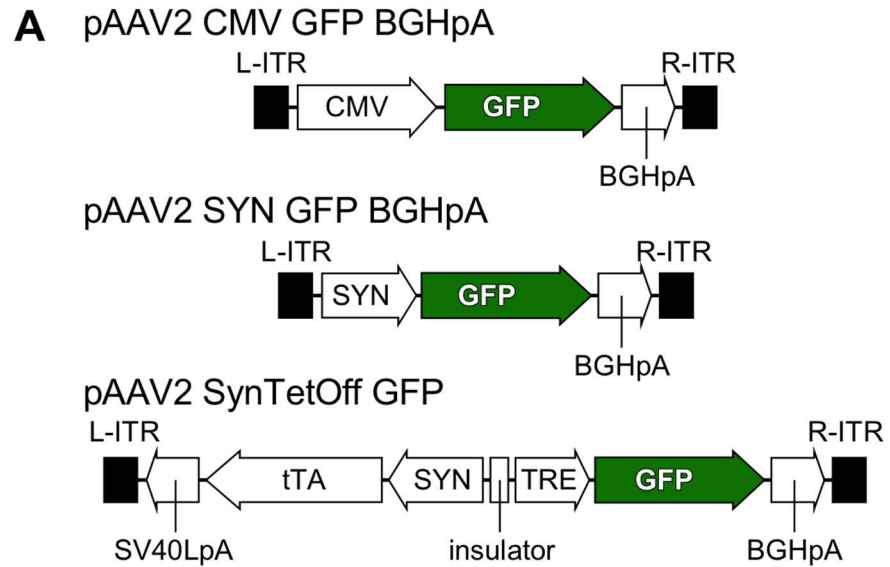 A pAAV2 CMV GFP BGHpA
L-ITR R-ITR
CMV GFP
BGHpA
pAAV2 SYN GFP BGHpA
L-ITR R-ITR
SYN GFP
BGHpA
pAAV2 SynTetOff GFP
L-ITR R-ITR
tTA SYN TRE GFP
SV40LpA insulator BGHpA